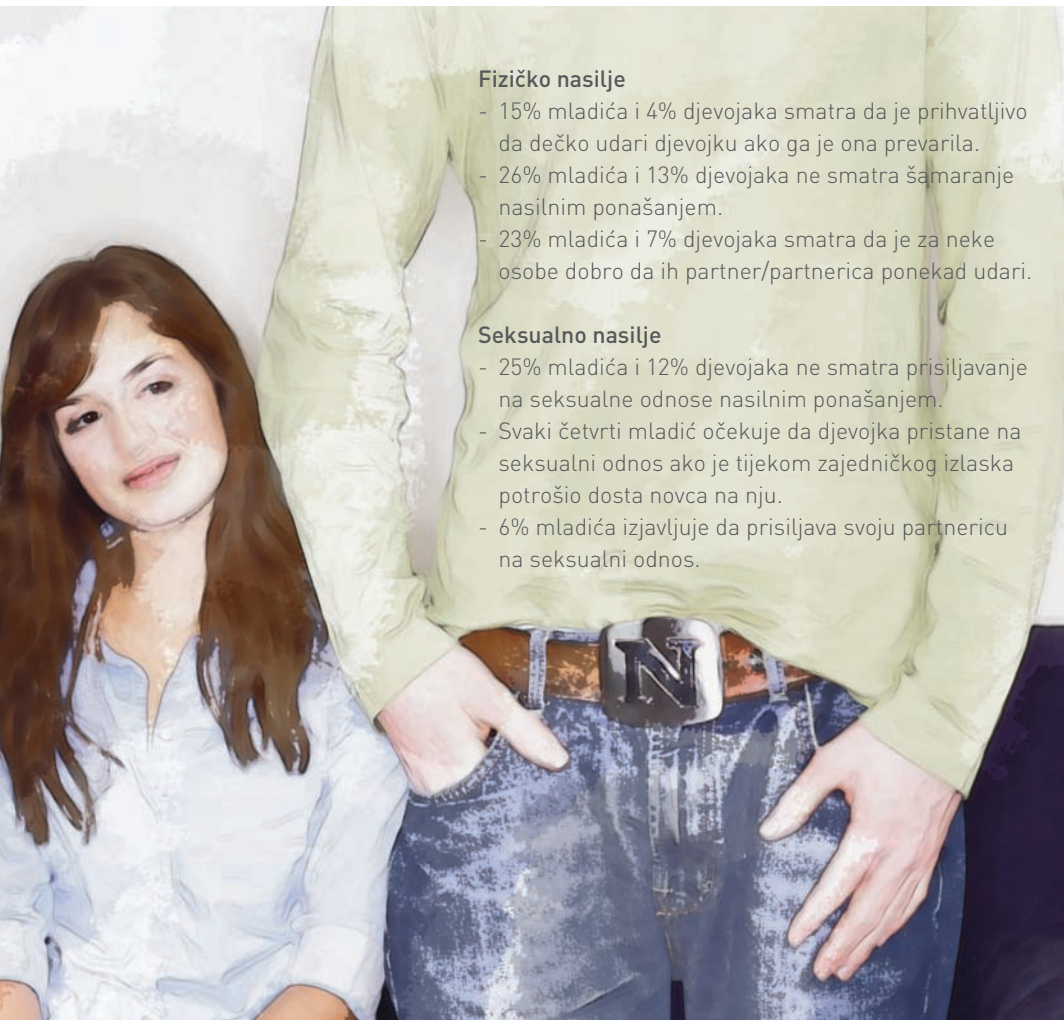 Fizičko nasilje
- 15% mladića i 4% djevojaka smatra da je prihvatljivo
da dečko udari djevojku ako ga je ona prevarila.
- 26% mladića i 13% djevojaka ne smatra šamaranje
nasilnim ponašanjem.
- 23% mladića i 7% djevojaka smatra da je za neke
osobe dobro da ih partner/partnerica ponekad udari.
Seksualno nasilje
- 25% mladića i 12% djevojaka ne smatra prisiljavanje
na seksualne odnose nasilnim ponašanjem.
- Svaki četvrti mladić očekuje da djevojka pristane na
seksualni odnos ako je tijekom zajedničkog izlaska
potrošio dosta novca na nju.
- 6% mladića izjavljuje da prisiljava svoju partnericu
na seksualni odnos.
N